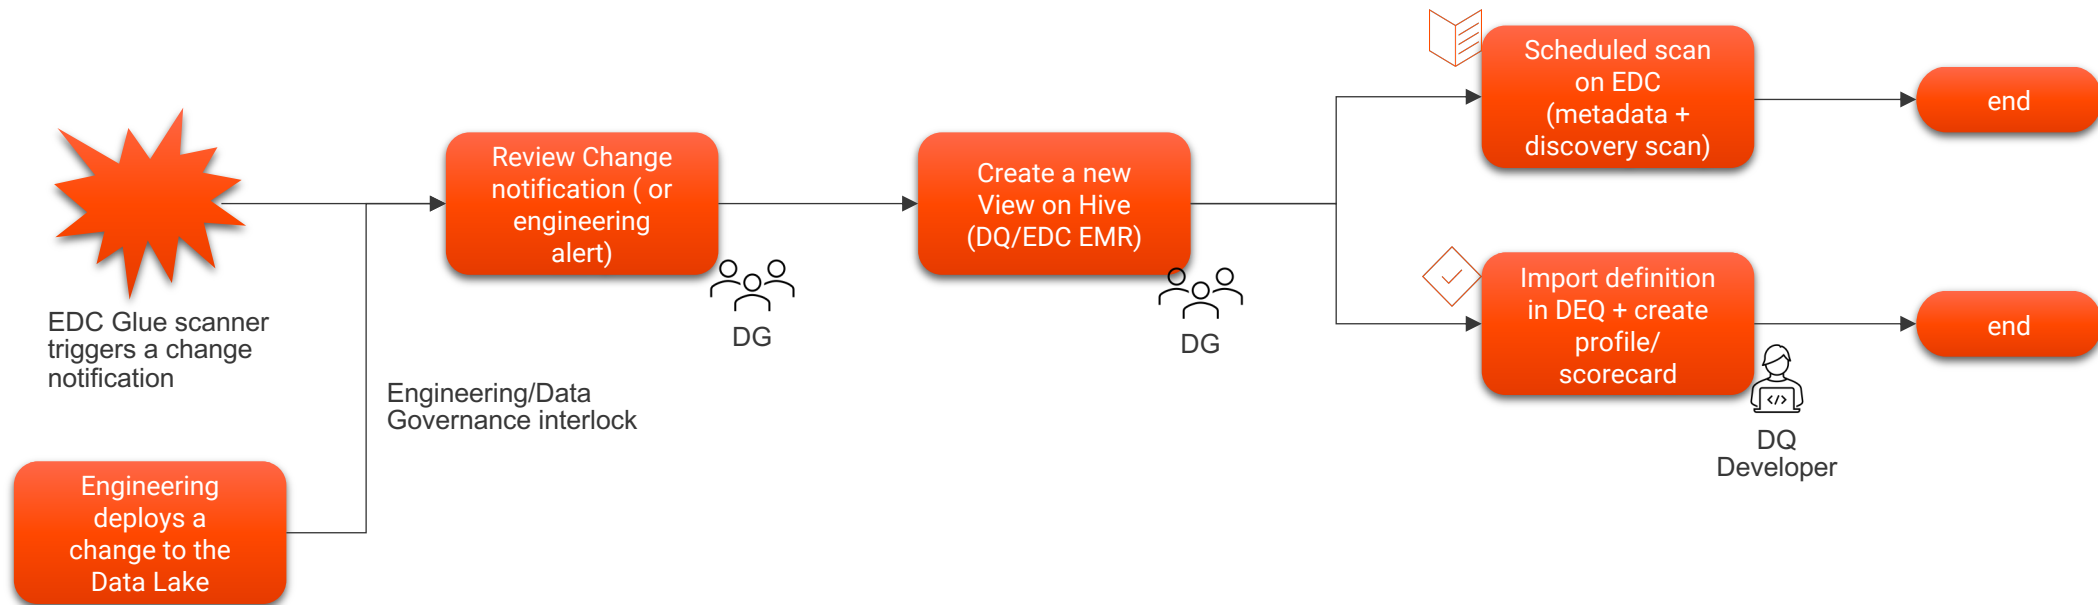 EDC Glue scanner
triggers a change
notification
Engineering
deploys a
change to the
Data Lake
Engineering/Data
Governance interlock
Review Change
notification ( or
engineering
alert)
DG
Create a new
View on Hive
(DQ/EDC EMR)
DG
Scheduled scan
on EDC
(metadata +
discovery scan)
end
Import definition
in DEQ + create
profile/
scorecard
</>
DQ
Developer
end